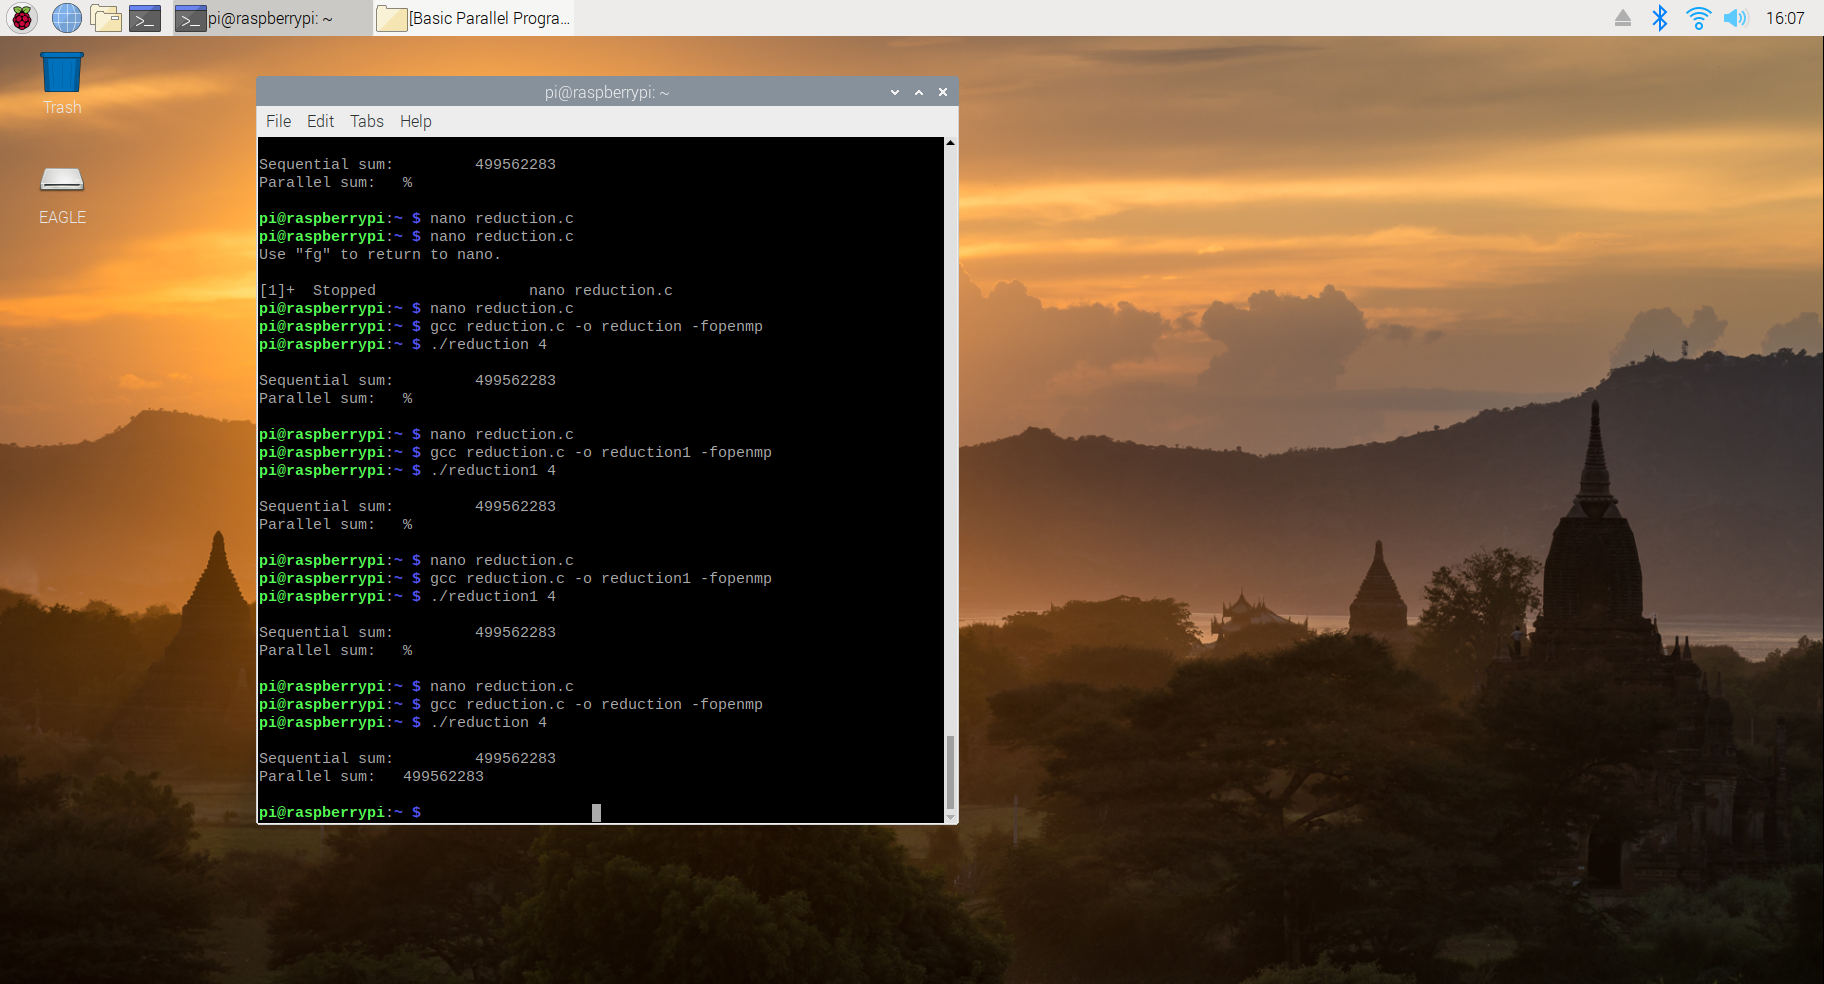 pi@raspberrypi: ~
[Basic Parallel Progra...
16:07
Trash
EAGLE
pi@raspberrypi: ~
File Edit Tabs Help
Sequential sum: 499562283
Parallel sum: %
pi@raspberrypi:~ $ nano reduction.c
pi@raspberrypi:~ $ nano reduction.c
Use "fg" to return to nano.
[1]+ Stopped nano reduction.c
pi@raspberrypi:~ $ nano reduction.c
pi@raspberrypi:~ $ gcc reduction.c -o reduction -fopenmp
pi@raspberrypi:~ $ ./reduction 4
Sequential sum: 499562283
Parallel sum: %
pi@raspberrypi:~ $ nano reduction.c
pi@raspberrypi:~ $ gcc reduction.c -o reduction1 -fopenmp
pi@raspberrypi:~ $ ./reduction1 4
Sequential sum: 499562283
Parallel sum: %
pi@raspberrypi:~ $ nano reduction.c
pi@raspberrypi:~ $ gcc reduction.c -o reduction1 -fopenmp
pi@raspberrypi:~ $ ./reduction1 4
Sequential sum: 499562283
Parallel sum: %
pi@raspberrypi:~ $ nano reduction.c
pi@raspberrypi:~ $ gcc reduction.c -o reduction -fopenmp
pi@raspberrypi:~ $ ./reduction 4
Sequential sum: 499562283
Parallel sum: 499562283
pi@raspberrypi:~ $